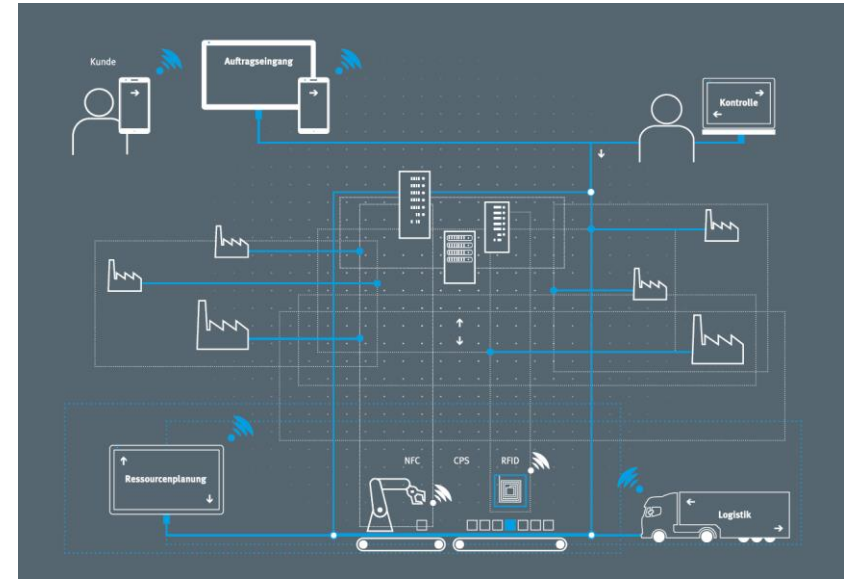 Kunde
Auftragseingang
Kontrolle
NFC CPS RFID
Ressourcenplanung
Logistik